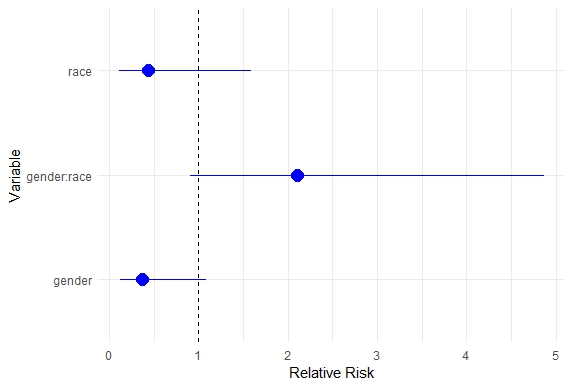 race
gender:race
gender
Variable
0 1 2 3 4 5
Relative Risk